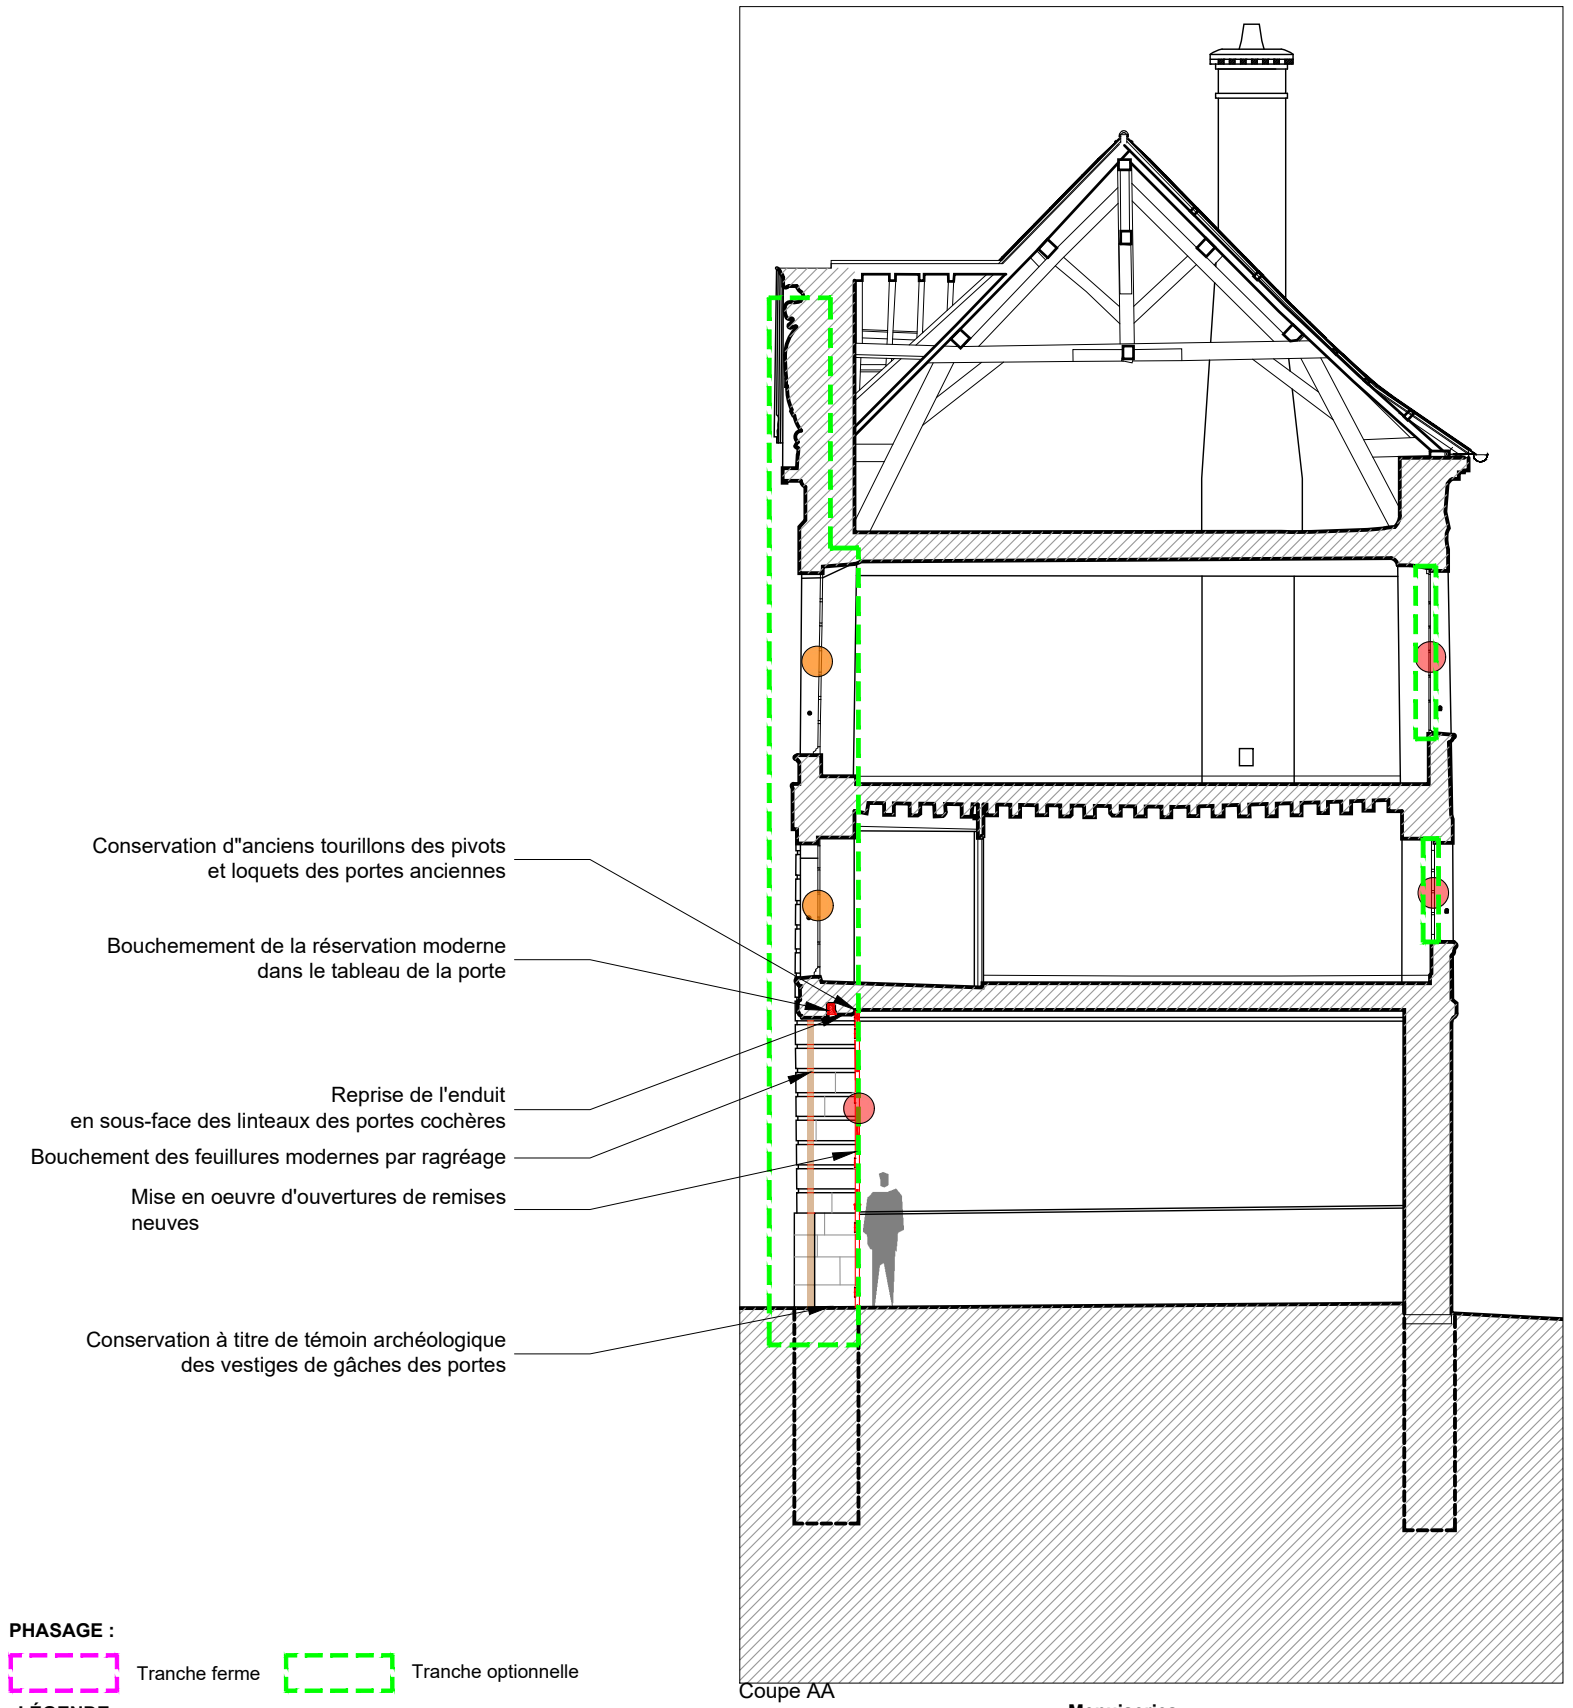 Conservation d"anciens tourillons des pivots
et loquets des portes anciennes
Bouchemement de la réservation moderne
dans le tableau de la porte
Reprise de l'enduit
en sous-face des linteaux des portes cochères
Bouchement des feuillures modernes par ragréage
Mise en oeuvre d'ouvertures de remises
neuves
Conservation à titre de témoin archéologique
des vestiges de gâches des portes
PHASAGE :
Tranche ferme
Tranche optionnelle
Coupe AA
LÉGENDE
Menuiseries